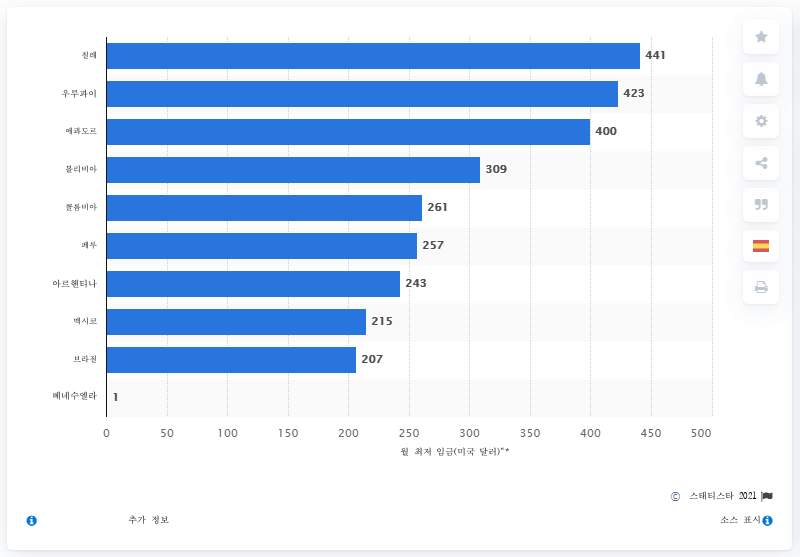 칠레 441
우루과이 423
에콰도르 400
볼리비아 309
콜롬비아 261
페루 257
아르헨티나 243
멕시코 215
브라질 207
베네수엘라 1
0 50 100 150 200 250 300 350 400 450 500
월 최저 임금(미국 달러)"*
© 스태티스타 2021
추가 정보 소스 표시